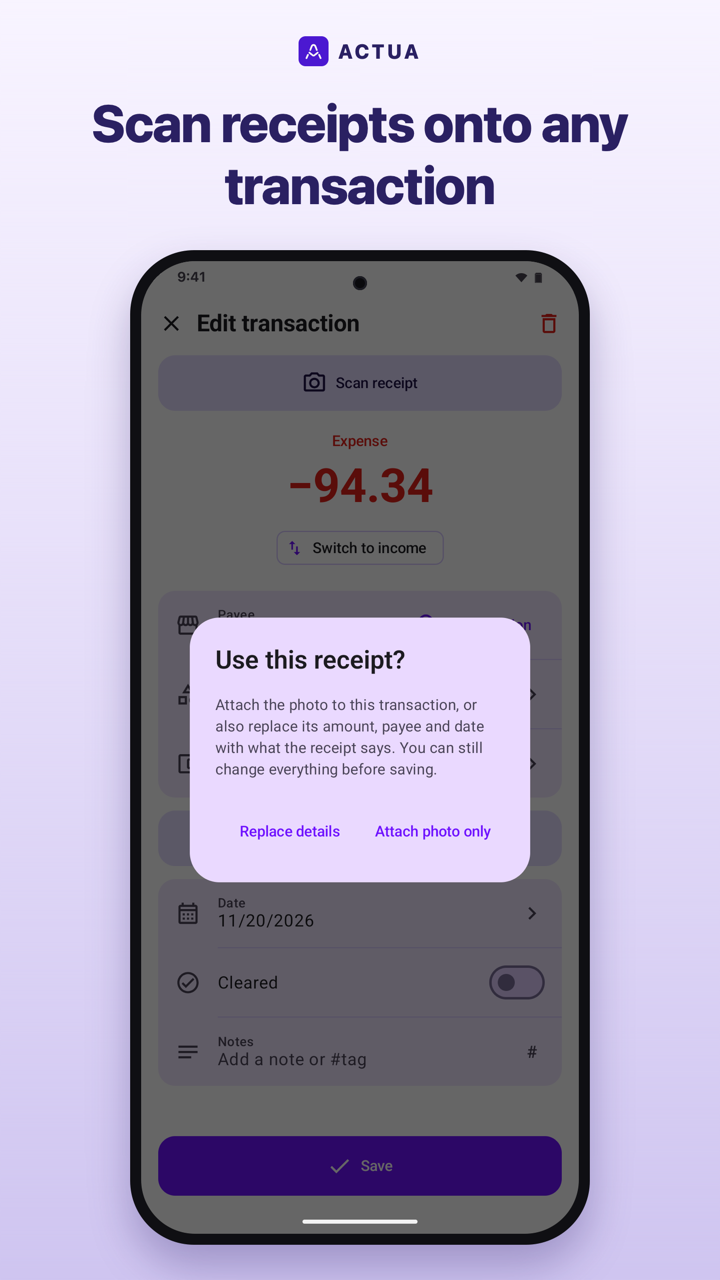 ACTUA
Scan receipts onto any
transaction
9:41
Edit transaction
Scan receipt
Expense
−94.34
Switch to income
Payee
Use this receipt?
Attach the photo to this transaction, or
also replace its amount, payee and date
with what the receipt says. You can still
change everything before saving.
Replace details
Attach photo only
Date
11/20/2026
Cleared
Notes
Add a note or #tag
#
Save